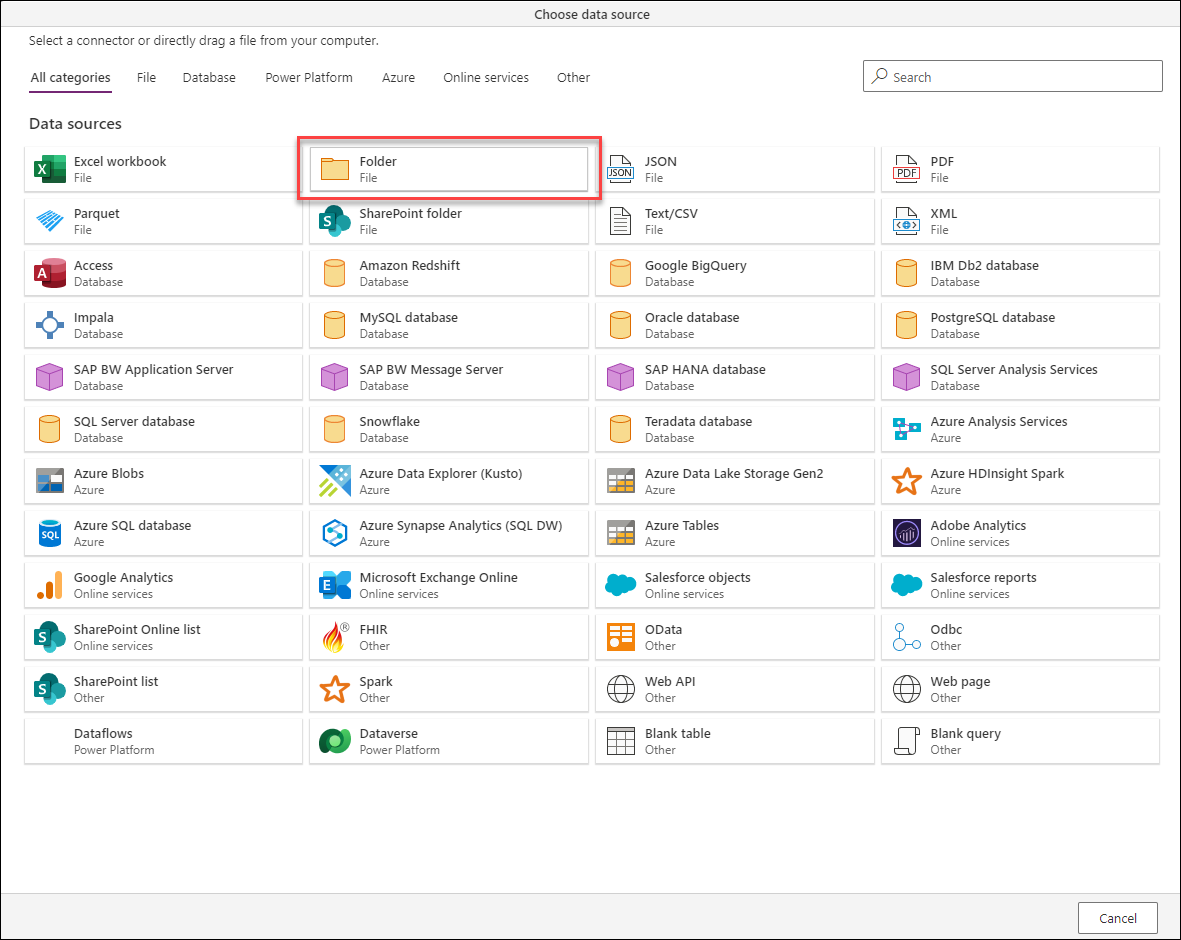 Choose data source
Select a connector or directly drag a file from your computer.
All categories File Database Power Platform Azure Online services Other Search
Data sources
Excel workbook
File
Folder
File
JSON
JSON
File
PDF
PDF
File
Parquet
File
S
SharePoint folder
File
Text/CSV
File
XML
File
A
Access
Database
Amazon Redshift
Database
Google BigQuery
Database
IBM Db2 database
Database
Impala
Database
MySQL database
Database
Oracle database
Database
PostgreSQL database
Database
SAP BW Application Server
Database
SAP BW Message Server
Database
SAP HANA database
Database
SQL Server Analysis Services
Database
SQL Server database
Database
Snowflake
Database
Teradata database
Database
Azure Analysis Services
Azure
Azure Blobs
Azure
Azure Data Explorer (Kusto)
Azure
Azure Data Lake Storage Gen2
Azure
Azure HDInsight Spark
Azure
SQL
Azure SQL database
Azure
Azure Synapse Analytics (SQL DW)
Azure
Azure Tables
Azure
Adobe Analytics
Online services
Google Analytics
Online services
E
Microsoft Exchange Online
Online services
Salesforce objects
Online services
Salesforce reports
Online services
S
SharePoint Online list
Online services
®
FHIR
Other
OData
Other
Odbc
Other
S
SharePoint list
Other
Spark
Other
Web API
Other
Web page
Other
Dataflows
Power Platform
Dataverse
Power Platform
Blank table
Other
Blank query
Other
Cancel